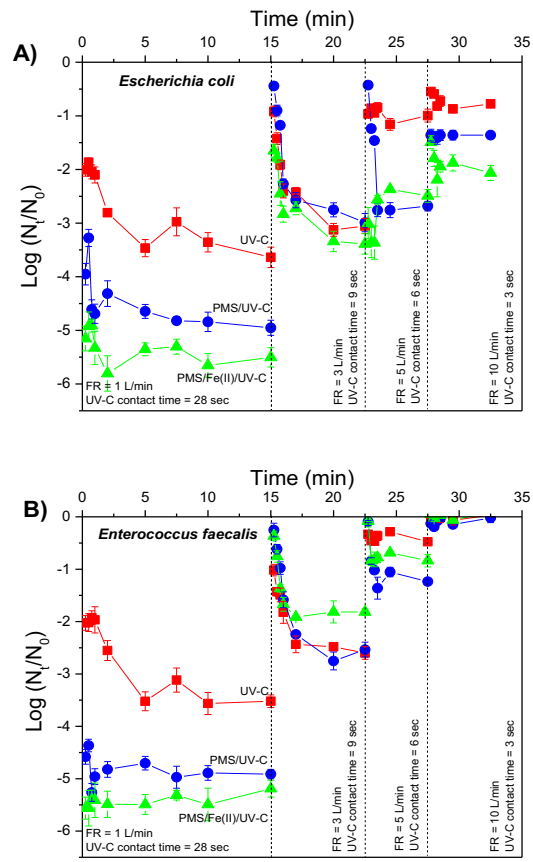 Time (min)
0 5 10 15 20 25 30 35
A)
Escherichia coli
0
-1
-2
-3
-4
-5
-6
Log (Nt/N0)
UV-C
PMS/UV-C
PMS/Fe(II)/UV-C
FR = 1 L/min
UV-C contact time = 28 sec
FR = 3 L/min
UV-C contact time = 9 sec
FR = 5 L/min
UV-C contact time = 6 sec
FR = 10 L/min
UV-C contact time = 3 sec
Time (min)
0 5 10 15 20 25 30 35
B)
Enterococcus faecalis
0
-1
-2
-3
-4
-5
-6
Log (Nt/N0)
UV-C
PMS/UV-C
PMS/Fe(II)/UV-C
FR = 1 L/min
UV-C contact time = 28 sec
FR = 3 L/min
UV-C contact time = 9 sec
FR = 5 L/min
UV-C contact time = 6 sec
FR = 10 L/min
UV-C contact time = 3 sec